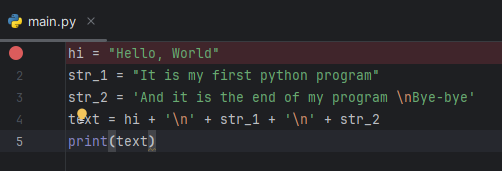 main.py ×
hi = "Hello, World"
2 str_1 = "It is my first python program"
3 str_2 = 'And it is the end of my program \nBye-bye'
4 text = hi + '\n' + str_1 + '\n' + str_2
5 print(text)